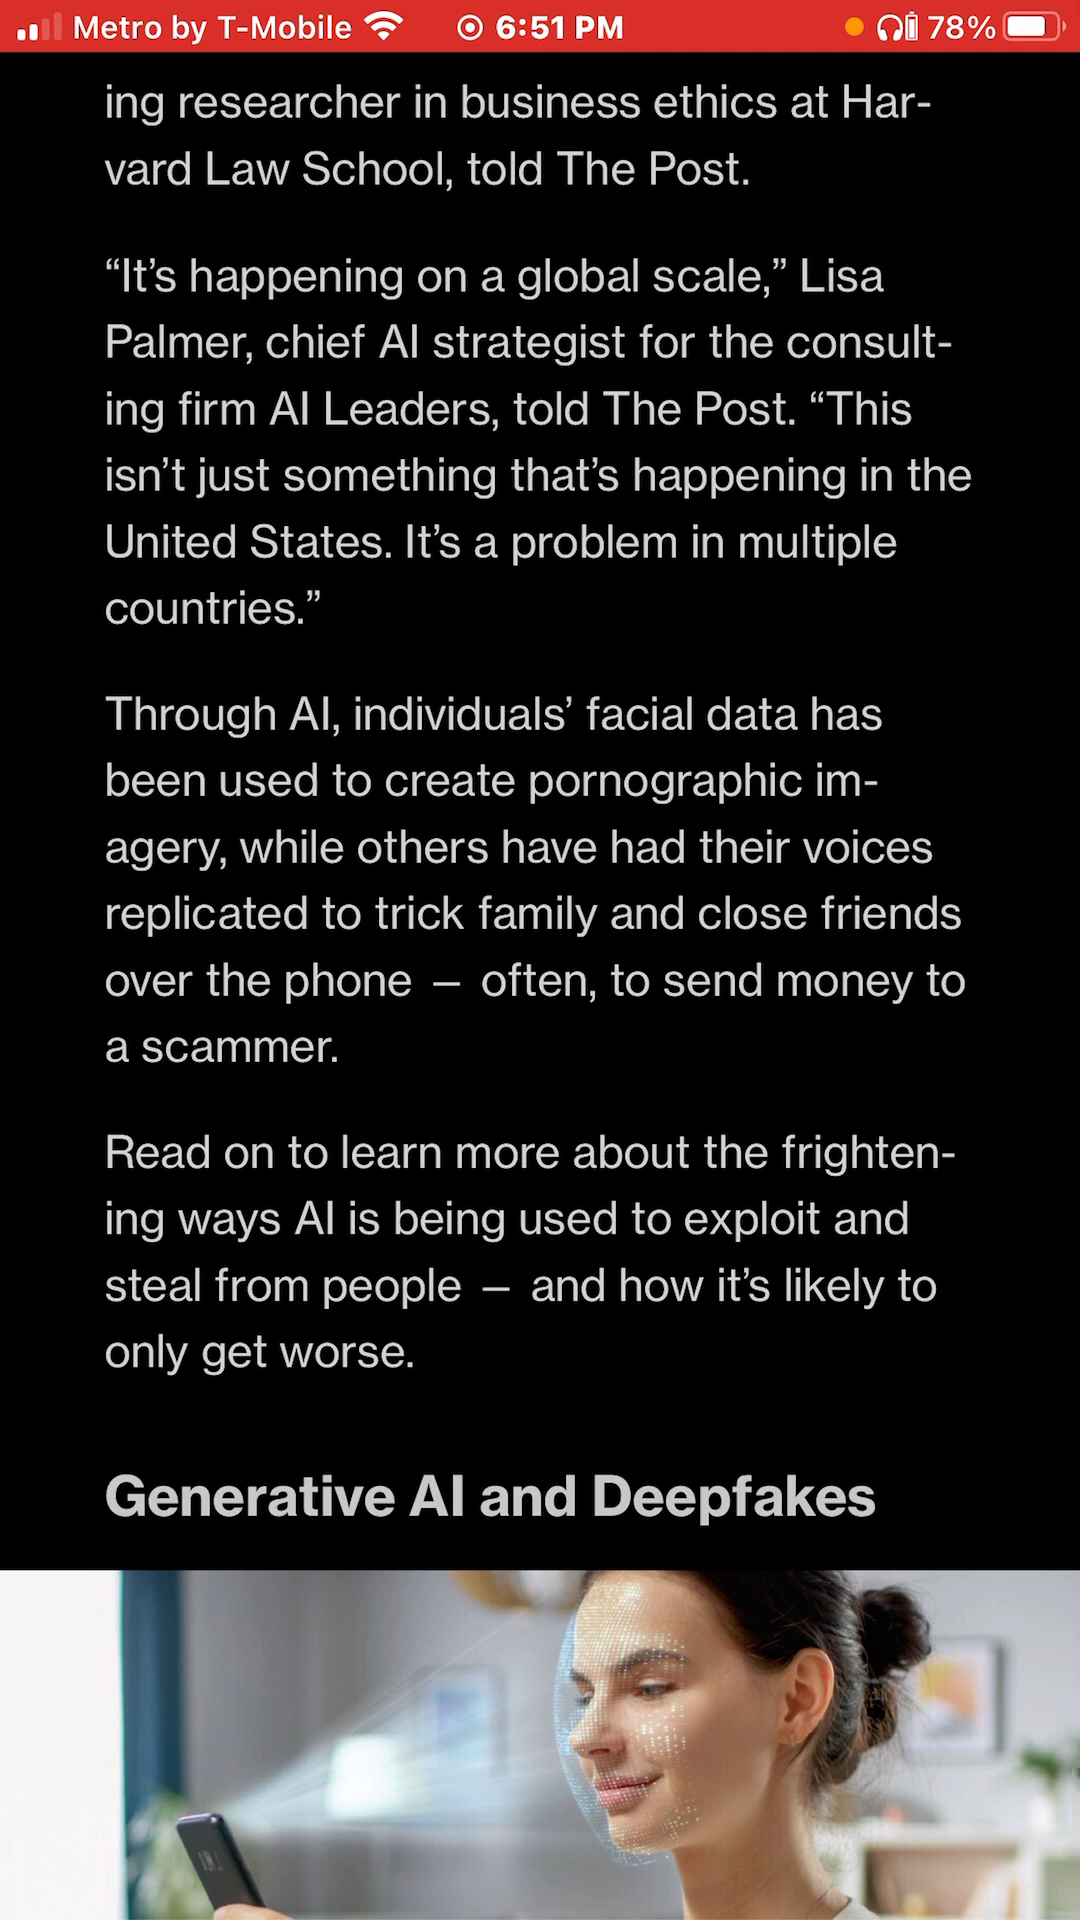 Metro by T-Mobile 6:51 PM 78%
ing researcher in business ethics at Har-
vard Law School, told The Post.
“It’s happening on a global scale,” Lisa
Palmer, chief AI strategist for the consult-
ing firm AI Leaders, told The Post. “This
isn’t just something that’s happening in the
United States. It’s a problem in multiple
countries.”
Through AI, individuals’ facial data has
been used to create pornographic im-
agery, while others have had their voices
replicated to trick family and close friends
over the phone — often, to send money to
a scammer.
Read on to learn more about the frighten-
ing ways AI is being used to exploit and
steal from people — and how it’s likely to
only get worse.
Generative AI and Deepfakes